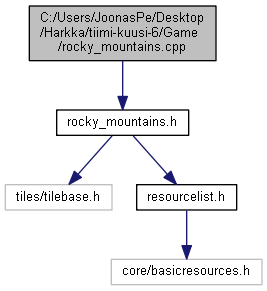 C:/Users/JoonasPe/Desktop
/Harkka/tiimi-kuusi-6/Game
/rocky_mountains.cpp
rocky_mountains.h
tiles/tilebase.h
resourcelist.h
core/basicresources.h